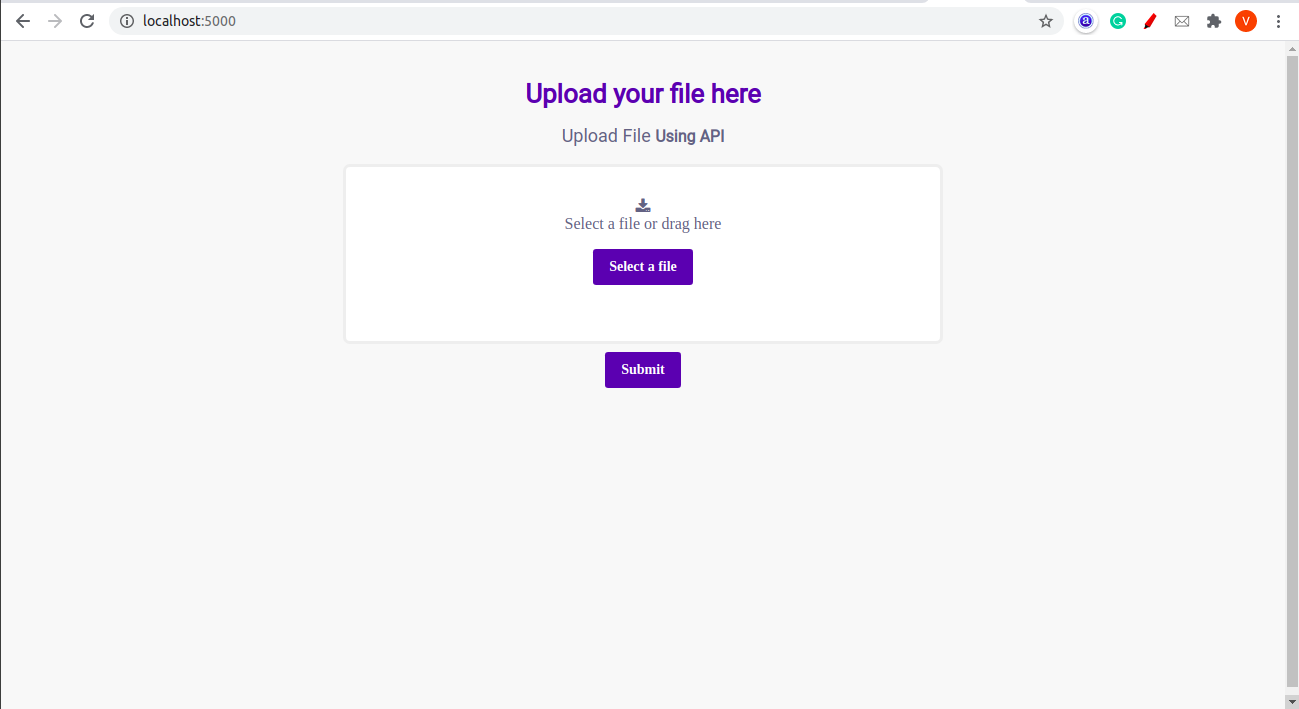 localhost:5000
V
Upload your file here
Upload File Using API
Select a file or drag here
Select a file
Submit